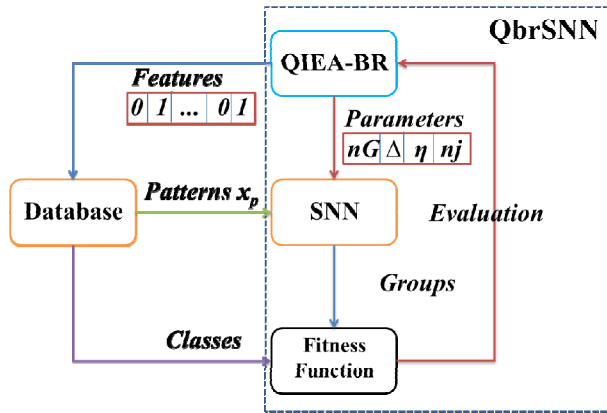 QbrSNN
QIEA-BR
Features
0 1 ... 0 1
Parameters
nG Δ η nj
Database
Patterns xp
SNN
Evaluation
Groups
Classes
Fitness
Function